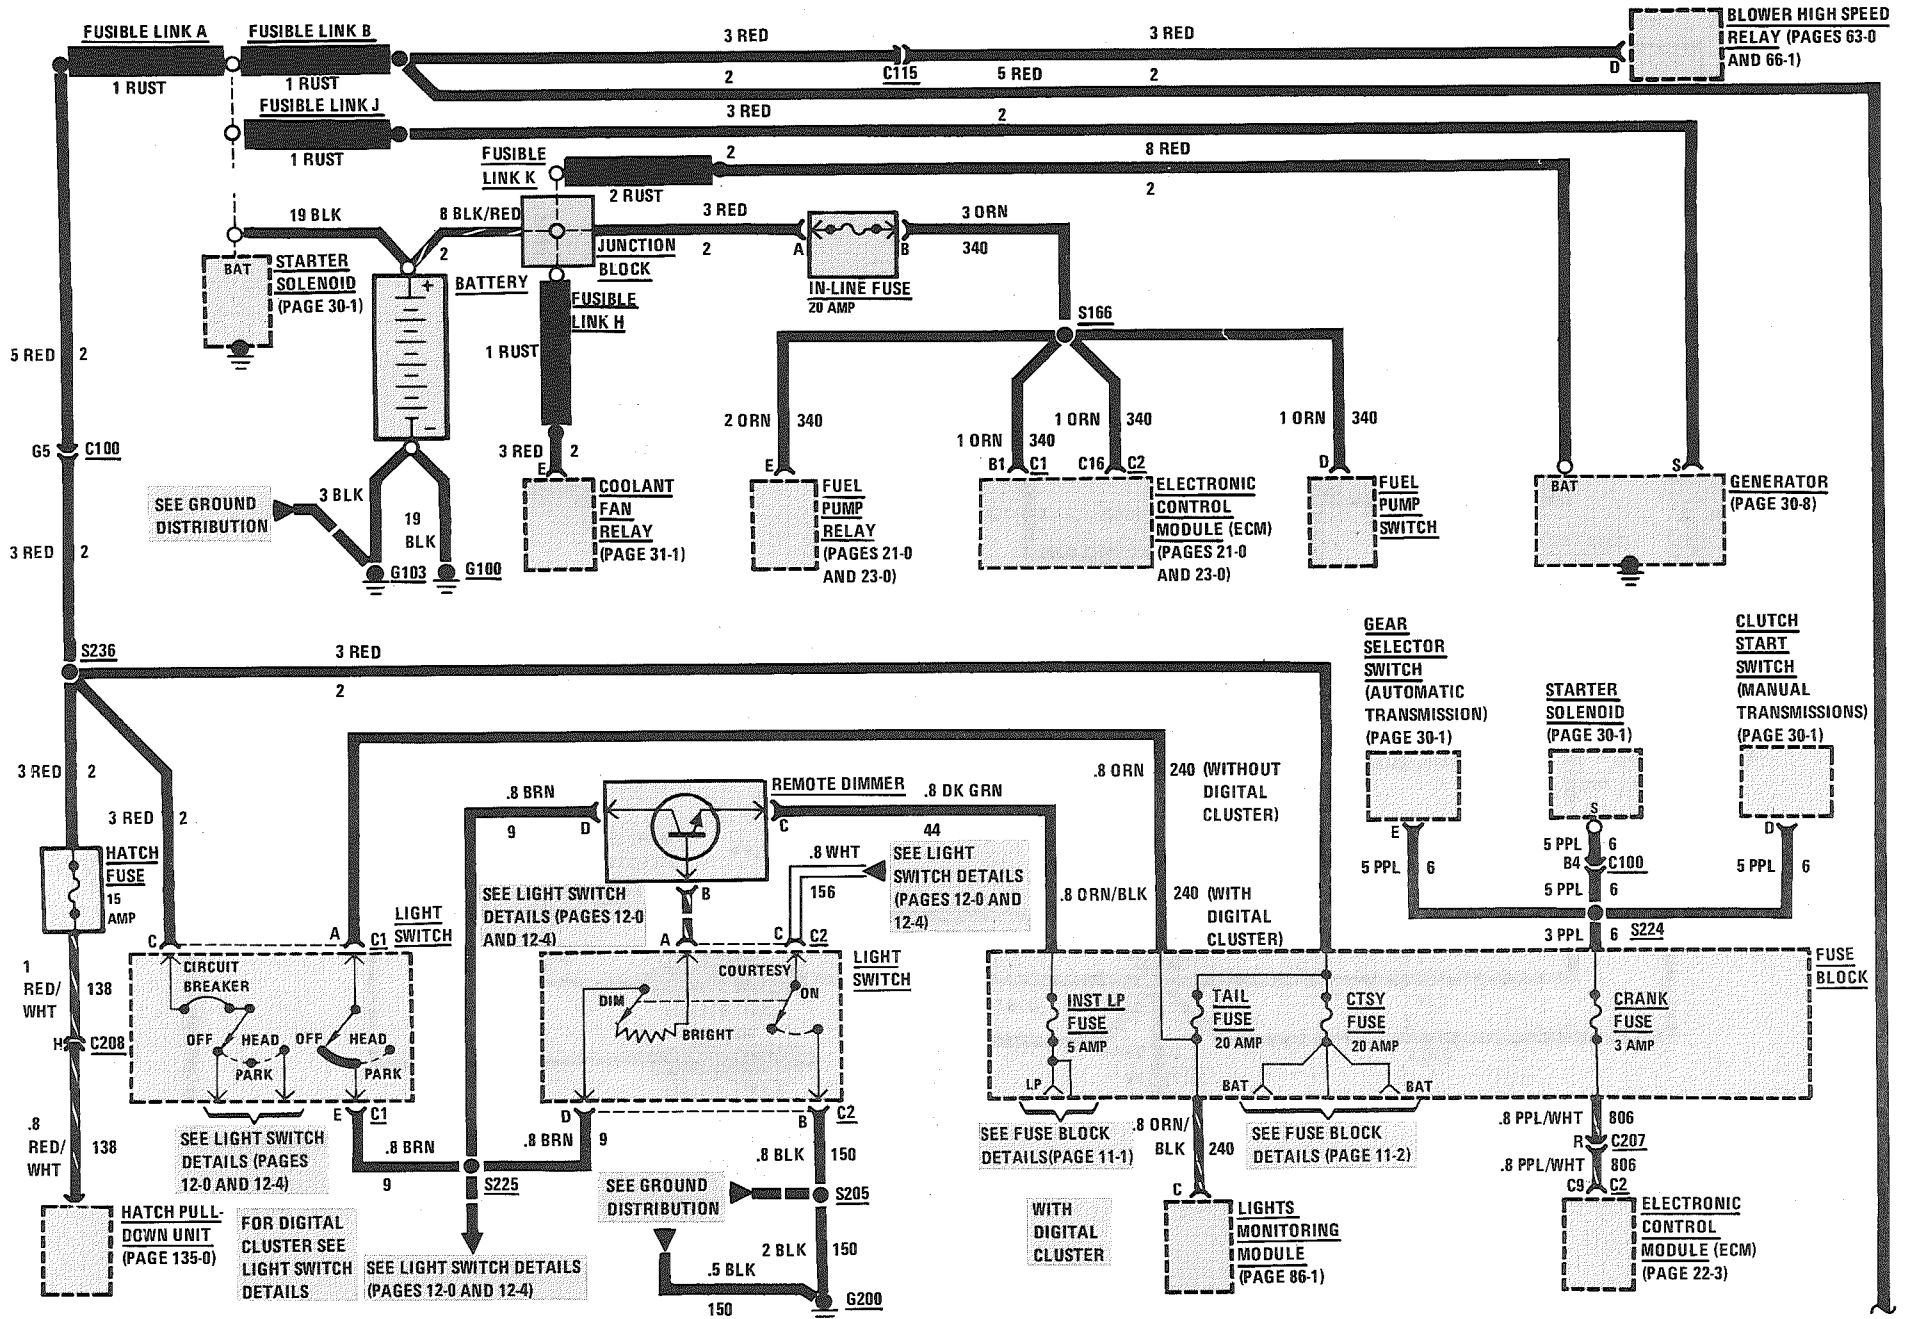 FUSIBLE LINK A
FUSIBLE LINK B
3 RED
3 RED
BLOWER HIGH SPEED
RELAY (PAGES 63-0
AND 66-1)
D
1 RUST
1 RUST
2
C115
5 RED
2
FUSIBLE LINK J
3 RED
2
1 RUST
FUSIBLE
LINK K
2
8 RED
2
2 RUST
19 BLK
8 BLK/RED
2
3 RED
2
A
B
3 ORN
340
JUNCTION
BLOCK
IN-LINE FUSE
20 AMP
BAT
STARTER
SOLENOID
(PAGE 30-1)
+
BATTERY
-
FUSIBLE
LINK H
S166
5 RED
2
1 RUST
2 ORN
340
1 ORN
340
1 ORN
340
1 ORN
340
G5
C100
3 RED
2
E
E
B1
C1
C16
C2
D
BAT
S
GENERATOR
(PAGE 30-8)
SEE GROUND
DISTRIBUTION
3 BLK
19
BLK
G103
G100
COOLANT
FAN
RELAY
(PAGE 31-1)
FUEL
PUMP
RELAY
(PAGES 21-0
AND 23-0)
ELECTRONIC
CONTROL
MODULE (ECM)
(PAGES 21-0
AND 23-0)
FUEL
PUMP
SWITCH
3 RED
2
S236
3 RED
2
GEAR
SELECTOR
SWITCH
(AUTOMATIC
TRANSMISSION)
(PAGE 30-1)
STARTER
SOLENOID
(PAGE 30-1)
CLUTCH
START
SWITCH
(MANUAL
TRANSMISSIONS)
(PAGE 30-1)
3 RED
2
3 RED
2
.8 BRN
9
D
REMOTE DIMMER
C
.8 DK GRN
44
.8 ORN
240 (WITHOUT
DIGITAL
CLUSTER)
S
E
D
5 PPL
6
5 PPL
6
B4
C100
5 PPL
6
5 PPL
6
3 PPL
6
S224
HATCH
FUSE
15
AMP
B
.8 WHT
156
SEE LIGHT
SWITCH DETAILS
(PAGES 12-0 AND
12-4)
SEE LIGHT SWITCH
DETAILS (PAGES 12-0
AND 12-4)
.8 ORN/BLK
240 (WITH
DIGITAL
CLUSTER)
C
A
C1
LIGHT
SWITCH
A
C
C2
LIGHT
SWITCH
FUSE
BLOCK
1
RED/
WHT
138
CIRCUIT
BREAKER
OFF
HEAD
PARK
OFF
HEAD
PARK
DIM
BRIGHT
COURTESY
ON
INST LP
FUSE
5 AMP
TAIL
FUSE
20 AMP
CTSY
FUSE
20 AMP
CRANK
FUSE
3 AMP
LP
BAT
BAT
H
C208
E
C1
D
B
C2
.8
RED/
WHT
138
SEE LIGHT SWITCH
DETAILS (PAGES
12-0 AND 12-4)
.8 BRN
9
S225
.8 BRN
9
.8 BLK
150
SEE FUSE BLOCK
DETAILS(PAGE 11-1)
.8 ORN/
BLK
240
SEE FUSE BLOCK
DETAILS (PAGE 11-2)
.8 PPL/WHT
806
R
C207
.8 PPL/WHT
806
C9
C2
SEE GROUND
DISTRIBUTION
S205
2 BLK
150
.5 BLK
150
G200
HATCH PULL-
DOWN UNIT
(PAGE 135-0)
FOR DIGITAL
CLUSTER SEE
LIGHT SWITCH
DETAILS
SEE LIGHT SWITCH DETAILS
(PAGES 12-0 AND 12-4)
WITH
DIGITAL
CLUSTER
C
LIGHTS
MONITORING
MODULE
(PAGE 86-1)
ELECTRONIC
CONTROL
MODULE (ECM)
(PAGE 22-3)